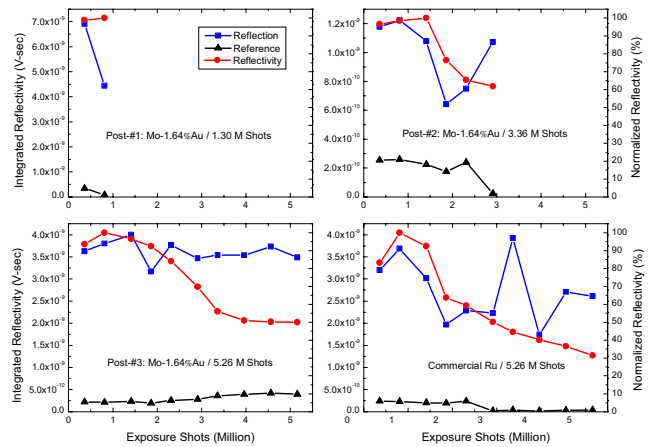 7.0x10⁻⁹
6.0x10⁻⁹
5.0x10⁻⁹
4.0x10⁻⁹
3.0x10⁻⁹
2.0x10⁻⁹
1.0x10⁻⁹
0.0
Integrated Reflectivity (V-sec)
Reflection
Reference
Reflectivity
Post-#1: Mo-1.64%Au / 1.30 M Shots
0 1 2 3 4 5
1.2x10⁻⁹
1.0x10⁻⁹
8.0x10⁻¹⁰
6.0x10⁻¹⁰
4.0x10⁻¹⁰
2.0x10⁻¹⁰
0.0
Post-#2: Mo-1.64%Au / 3.36 M Shots
0 1 2 3 4 5
100
90
80
70
60
50
40
30
20
10
0
Normalized Reflectivity (%)
4.0x10⁻⁹
3.5x10⁻⁹
3.0x10⁻⁹
2.5x10⁻⁹
2.0x10⁻⁹
1.5x10⁻⁹
1.0x10⁻⁹
5.0x10⁻¹⁰
0.0
Integrated Reflectivity (V-sec)
Post-#3: Mo-1.64%Au / 5.26 M Shots
0 1 2 3 4 5
Exposure Shots (Million)
4.0x10⁻⁹
3.5x10⁻⁹
3.0x10⁻⁹
2.5x10⁻⁹
2.0x10⁻⁹
1.5x10⁻⁹
1.0x10⁻⁹
5.0x10⁻¹⁰
0.0
Commercial Ru / 5.26 M Shots
0 1 2 3 4 5
Exposure Shots (Million)
100
90
80
70
60
50
40
30
20
10
0
Normalized Reflectivity (%)